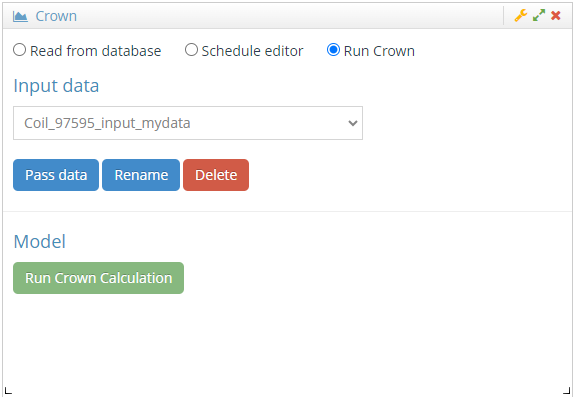 Crown
Read from database Schedule editor Run Crown
Input data
Coil_97595_input_mydata
Pass data Rename Delete
Model
Run Crown Calculation